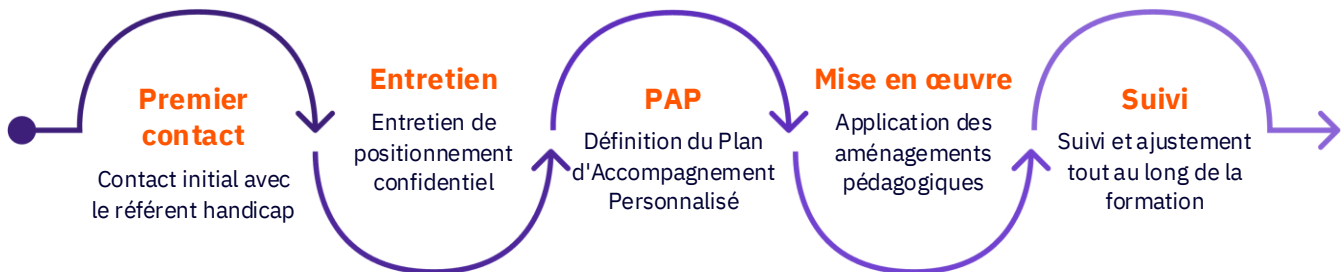 Premier
contact
Contact initial avec
le référent handicap
Entretien
Entretien de
positionnement
confidentiel
PAP
Définition du Plan
d'Accompagnement
Personnalisé
Mise en œuvre
Application des
aménagements
pédagogiques
Suivi
Suivi et ajustement
tout au long de la
formation